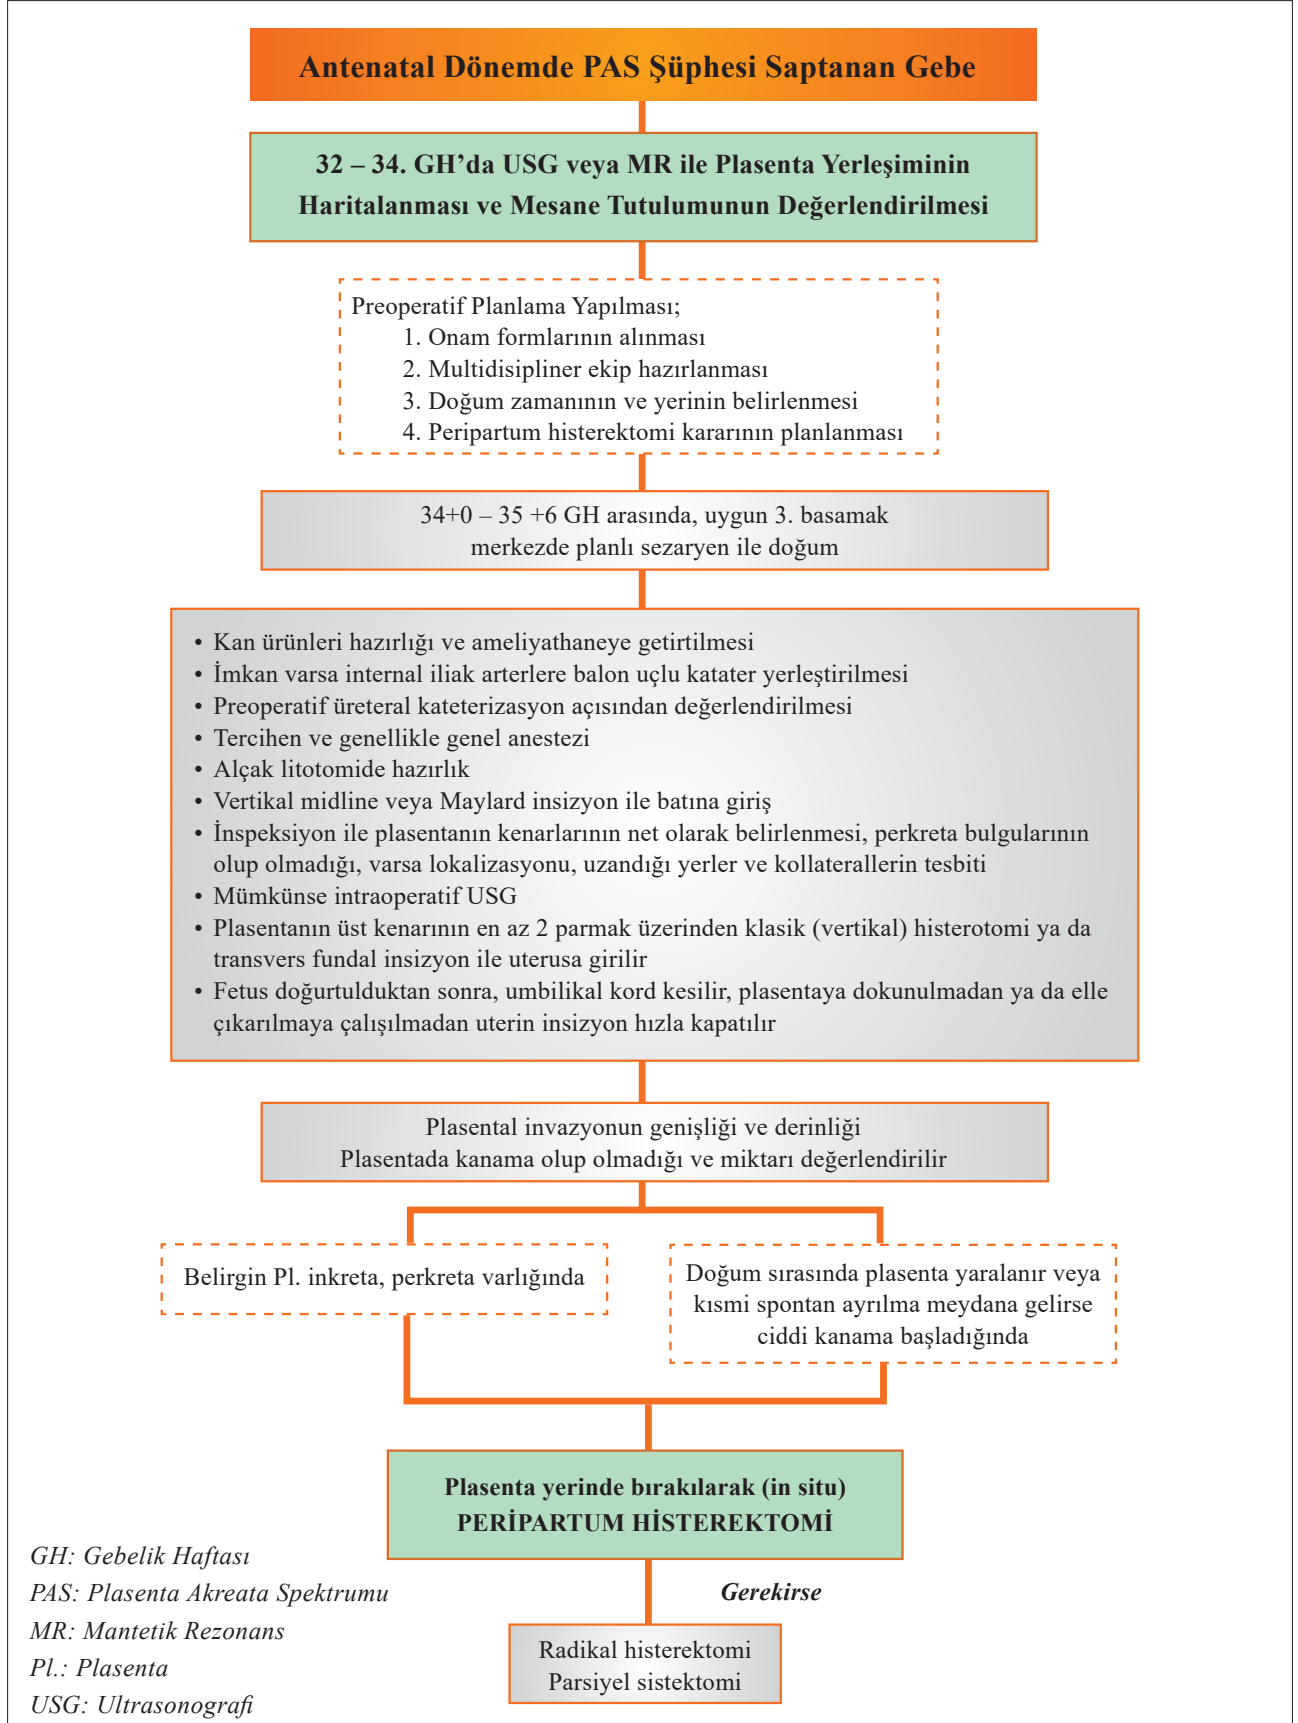 Antenatal Dönemde PAS Şüphesi Saptanan Gebe
32 – 34. GH’da USG veya MR ile Plasenta Yerleşiminin
Haritalanması ve Mesane Tutulumunun Değerlendirilmesi
Preoperatif Planlama Yapılması;
1. Onam formlarının alınması
2. Multidisipliner ekip hazırlanması
3. Doğum zamanının ve yerinin belirlenmesi
4. Peripartum histerektomi kararının planlanması
34+0 – 35 +6 GH arasında, uygun 3. basamak
merkezde planlı sezaryen ile doğum
• Kan ürünleri hazırlığı ve ameliyathaneye getirtilmesi
• İmkan varsa internal iliak arterlere balon uçlu katater yerleştirilmesi
• Preoperatif üreteral kateterizasyon açısından değerlendirilmesi
• Tercihen ve genellikle genel anestezi
• Alçak litotomide hazırlık
• Vertikal midline veya Maylard insizyon ile batına giriş
• İnspeksiyon ile plasentanın kenarlarının net olarak belirlenmesi, perkreta bulgularının
olup olmadığı, varsa lokalizasyonu, uzandığı yerler ve kollaterallerin tesbiti
• Mümkünse intraoperatif USG
• Plasentanın üst kenarının en az 2 parmak üzerinden klasik (vertikal) histerotomi ya da
transvers fundal insizyon ile uterusa girilir
• Fetus doğurtulduktan sonra, umbilikal kord kesilir, plasentaya dokunulmadan ya da elle
çıkarılmaya çalışılmadan uterin insizyon hızla kapatılır
Plasental invazyonun genişliği ve derinliği
Plasentada kanama olup olmadığı ve miktarı değerlendirilir
Belirgin Pl. inkreta, perkreta varlığında
Doğum sırasında plasenta yaralanır veya
kısmi spontan ayrılma meydana gelirse
ciddi kanama başladığında
Plasenta yerinde bırakılarak (in situ)
PERİPARTUM HİSTEREKTOMİ
Gerekirse
Radikal histerektomi
Parsiyel sistektomi
GH: Gebelik Haftası
PAS: Plasenta Akreata Spektrumu
MR: Mantetik Rezonans
Pl.: Plasenta
USG: Ultrasonografi